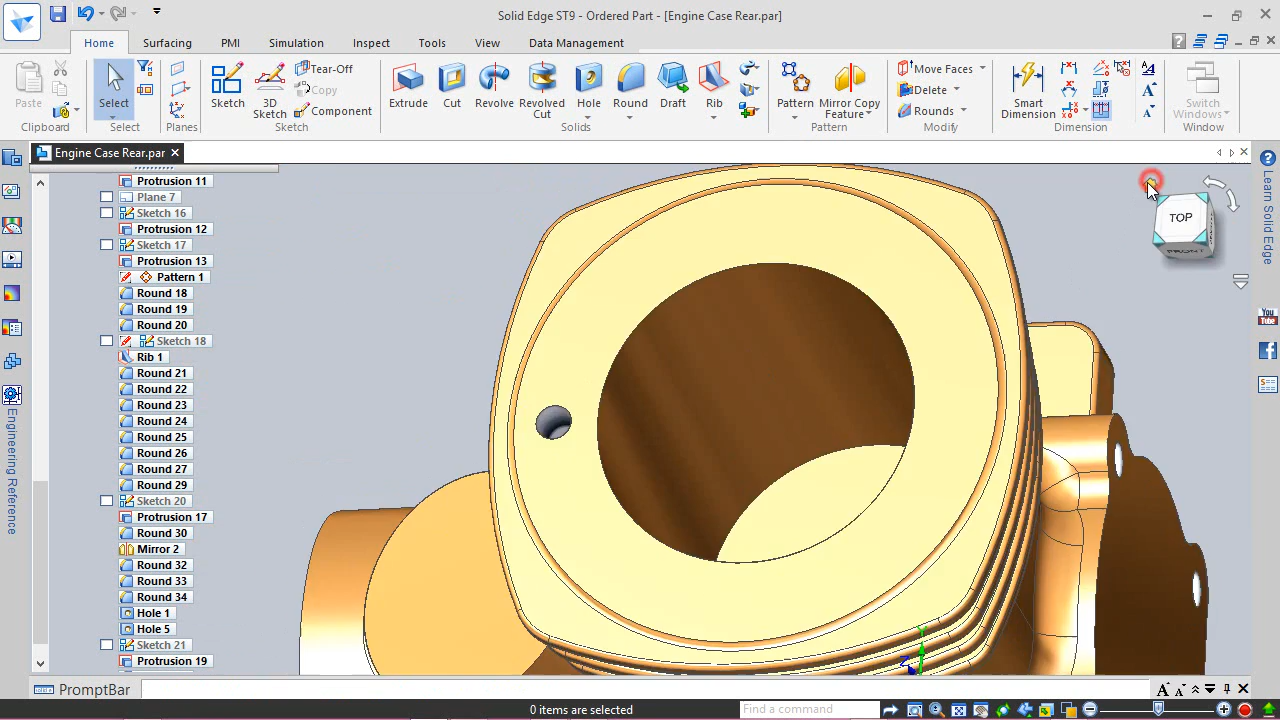 Solid Edge ST9 - Ordered Part - [Engine Case Rear.par]
Home Surfacing PMI Simulation Inspect Tools View Data Management
Paste
Clipboard
Select
Select
Planes
Sketch
3D Sketch
Tear-Off
Copy
Component
Sketch
Extrude
Cut
Revolve
Revolved Cut
Hole
Round
Draft
Rib
Solids
Pattern
Mirror Copy Feature
Pattern
Move Faces
Delete
Rounds
Modify
Smart Dimension
Dimension
Switch Windows
Window
Engine Case Rear.par
Protrusion 11
Plane 7
Sketch 16
Protrusion 12
Sketch 17
Protrusion 13
Pattern 1
Round 18
Round 19
Round 20
Sketch 18
Rib 1
Round 21
Round 22
Round 23
Round 24
Round 25
Round 26
Round 27
Round 29
Sketch 20
Protrusion 17
Round 30
Mirror 2
Round 32
Round 33
Round 34
Hole 1
Hole 5
Sketch 21
Protrusion 19
Engineering Reference
TOP
FRONT
Learn Solid Edge
You Tube
Y
Z
PromptBar
0 items are selected
Find a command